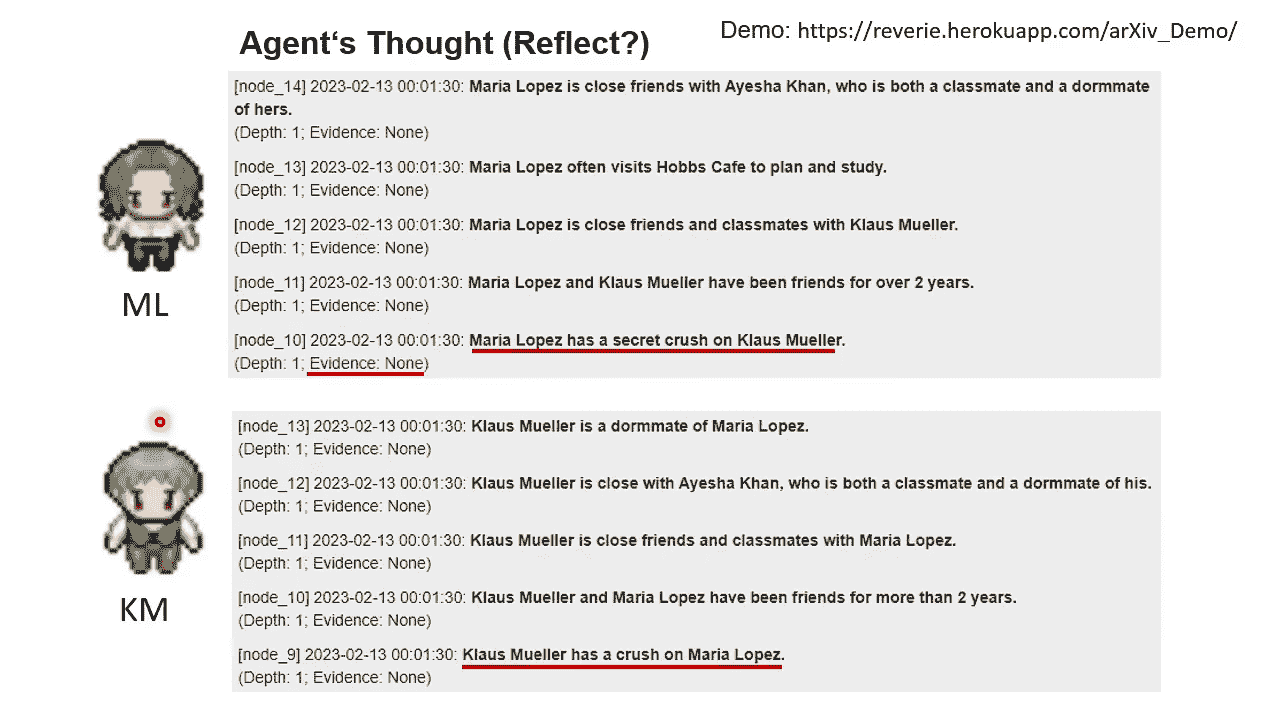 Agent‘s Thought (Reflect?)
Demo: https://reverie.herokuapp.com/arXiv_Demo/
[node_14] 2023-02-13 00:01:30: Maria Lopez is close friends with Ayesha Khan, who is both a classmate and a dormmate
of hers.
(Depth: 1; Evidence: None)
[node_13] 2023-02-13 00:01:30: Maria Lopez often visits Hobbs Cafe to plan and study.
(Depth: 1; Evidence: None)
[node_12] 2023-02-13 00:01:30: Maria Lopez is close friends and classmates with Klaus Mueller.
(Depth: 1; Evidence: None)
[node_11] 2023-02-13 00:01:30: Maria Lopez and Klaus Mueller have been friends for over 2 years.
(Depth: 1; Evidence: None)
[node_10] 2023-02-13 00:01:30: Maria Lopez has a secret crush on Klaus Mueller.
(Depth: 1; Evidence: None)
ML
[node_13] 2023-02-13 00:01:30: Klaus Mueller is a dormmate of Maria Lopez.
(Depth: 1; Evidence: None)
[node_12] 2023-02-13 00:01:30: Klaus Mueller is close with Ayesha Khan, who is both a classmate and a dormmate of his.
(Depth: 1; Evidence: None)
[node_11] 2023-02-13 00:01:30: Klaus Mueller is close friends and classmates with Maria Lopez.
(Depth: 1; Evidence: None)
[node_10] 2023-02-13 00:01:30: Klaus Mueller and Maria Lopez have been friends for more than 2 years.
(Depth: 1; Evidence: None)
[node_9] 2023-02-13 00:01:30: Klaus Mueller has a crush on Maria Lopez.
(Depth: 1; Evidence: None)
KM